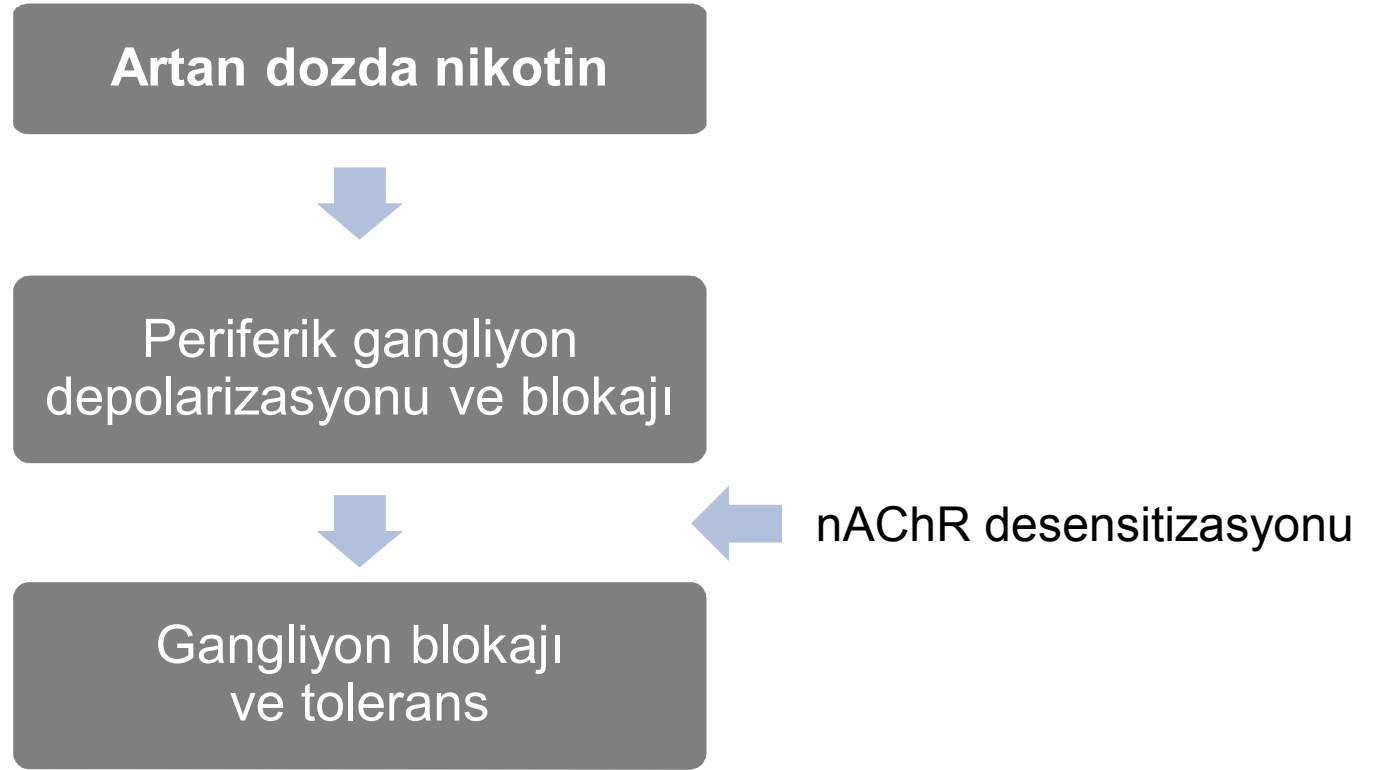 Artan dozda nikotin
Periferik gangliyon
depolarizasyonu ve blokajı
nAChR desensitizasyonu
Gangliyon blokajı
ve tolerans